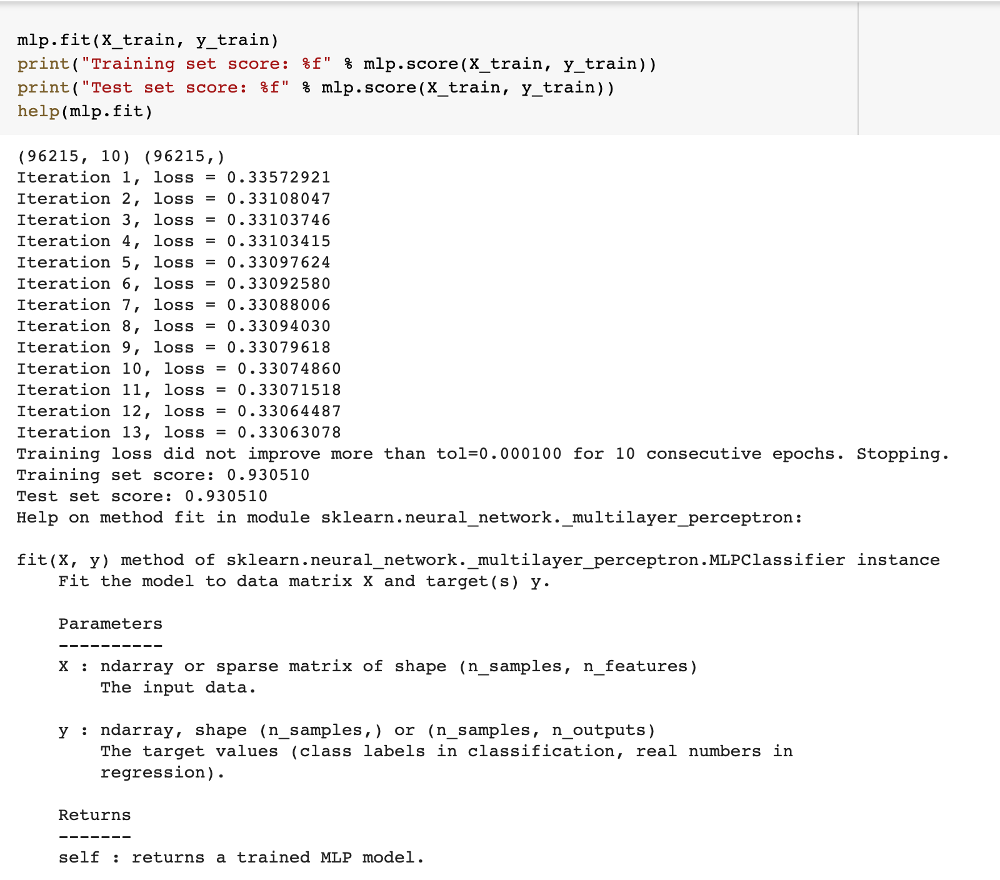 mlp.fit(X_train, y_train)
print("Training set score: %f" % mlp.score(X_train, y_train))
print("Test set score: %f" % mlp.score(X_train, y_train))
help(mlp.fit)
(96215, 10) (96215,)
Iteration 1, loss = 0.33572921
Iteration 2, loss = 0.33108047
Iteration 3, loss = 0.33103746
Iteration 4, loss = 0.33103415
Iteration 5, loss = 0.33097624
Iteration 6, loss = 0.33092580
Iteration 7, loss = 0.33088006
Iteration 8, loss = 0.33094030
Iteration 9, loss = 0.33079618
Iteration 10, loss = 0.33074860
Iteration 11, loss = 0.33071518
Iteration 12, loss = 0.33064487
Iteration 13, loss = 0.33063078
Training loss did not improve more than tol=0.000100 for 10 consecutive epochs. Stopping.
Training set score: 0.930510
Test set score: 0.930510
Help on method fit in module sklearn.neural_network._multilayer_perceptron:

fit(X, y) method of sklearn.neural_network._multilayer_perceptron.MLPClassifier instance
    Fit the model to data matrix X and target(s) y.

    Parameters
    ----------
    X : ndarray or sparse matrix of shape (n_samples, n_features)
        The input data.

    y : ndarray, shape (n_samples,) or (n_samples, n_outputs)
        The target values (class labels in classification, real numbers in
        regression).

    Returns
    -------
    self : returns a trained MLP model.